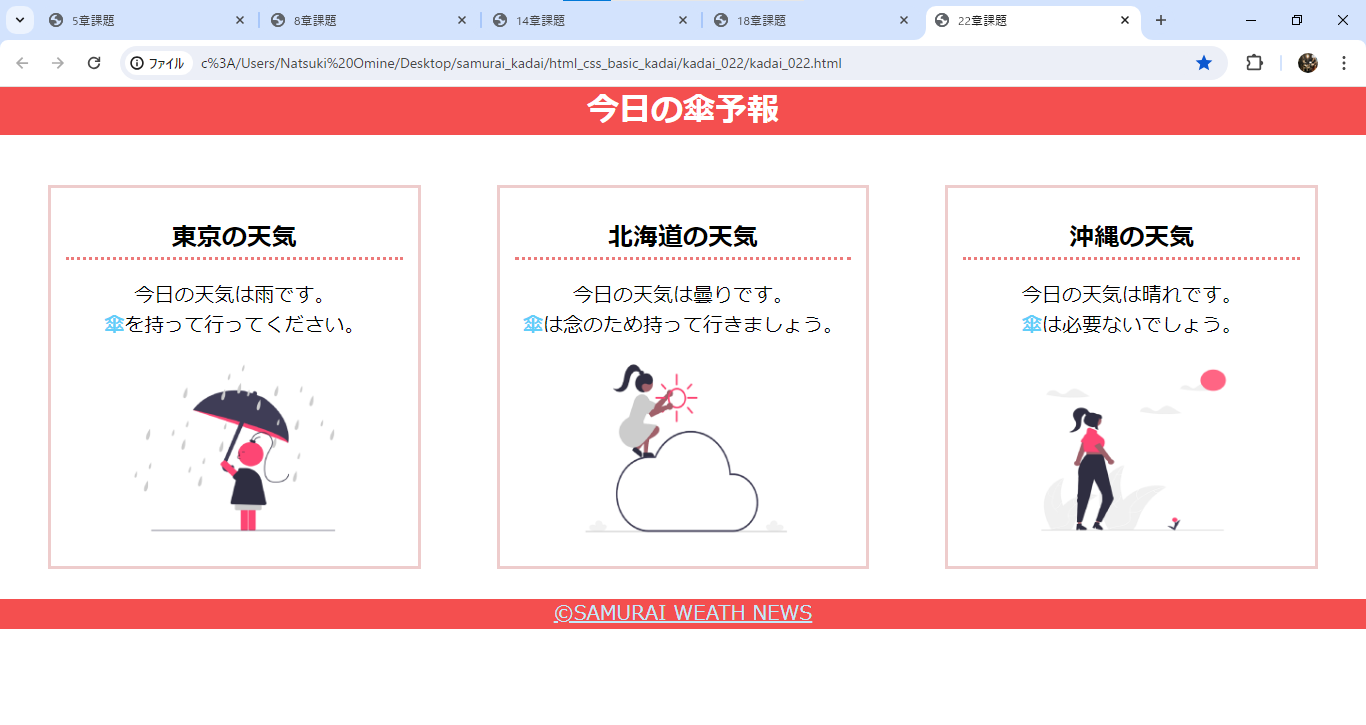 5章課題
8章課題
14章課題
18章課題
22章課題
ファイル
c%3A/Users/Natsuki%20Omine/Desktop/samurai_kadai/html_css_basic_kadai/kadai_022/kadai_022.html
今日の傘予報
東京の天気
今日の天気は雨です。
傘を持って行ってください。
北海道の天気
今日の天気は曇りです。
傘は念のため持って行きましょう。
沖縄の天気
今日の天気は晴れです。
傘は必要ないでしょう。
©SAMURAI WEATH NEWS